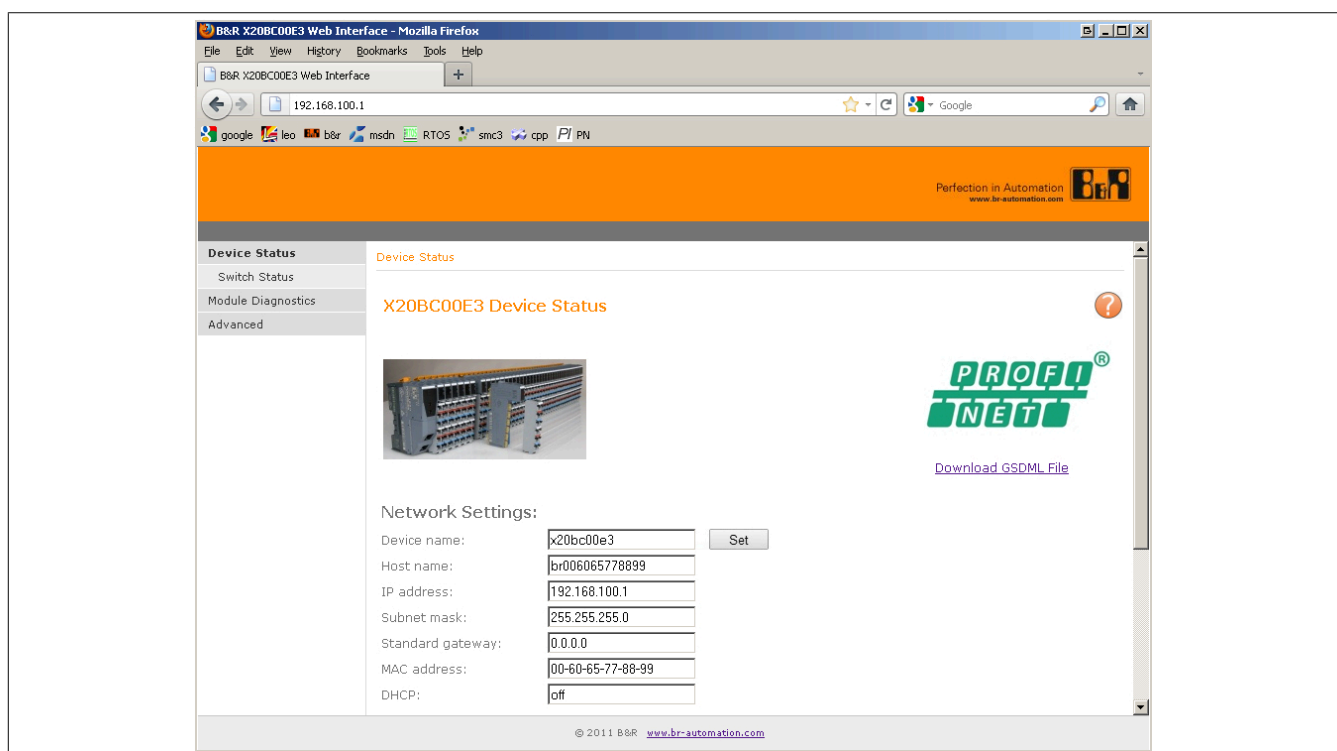 B&R X20BC00E3 Web Interface - Mozilla Firefox
File Edit View History Bookmarks Tools Help
B&R X20BC00E3 Web Interface +
192.168.100.1 Google
google leo b&r msdn RTOS smc3 cpp PI PN
Perfection in Automation B&R
www.br-automation.com
Device Status
Switch Status
Module Diagnostics
Advanced
Device Status
X20BC00E3 Device Status
?
PROFI®
NET
Download GSDML File
Network Settings:
Device name: x20bc00e3 Set
Host name: br006065778899
IP address: 192.168.100.1
Subnet mask: 255.255.255.0
Standard gateway: 0.0.0.0
MAC address: 00-60-65-77-88-99
DHCP: off
© 2011 B&R www.br-automation.com